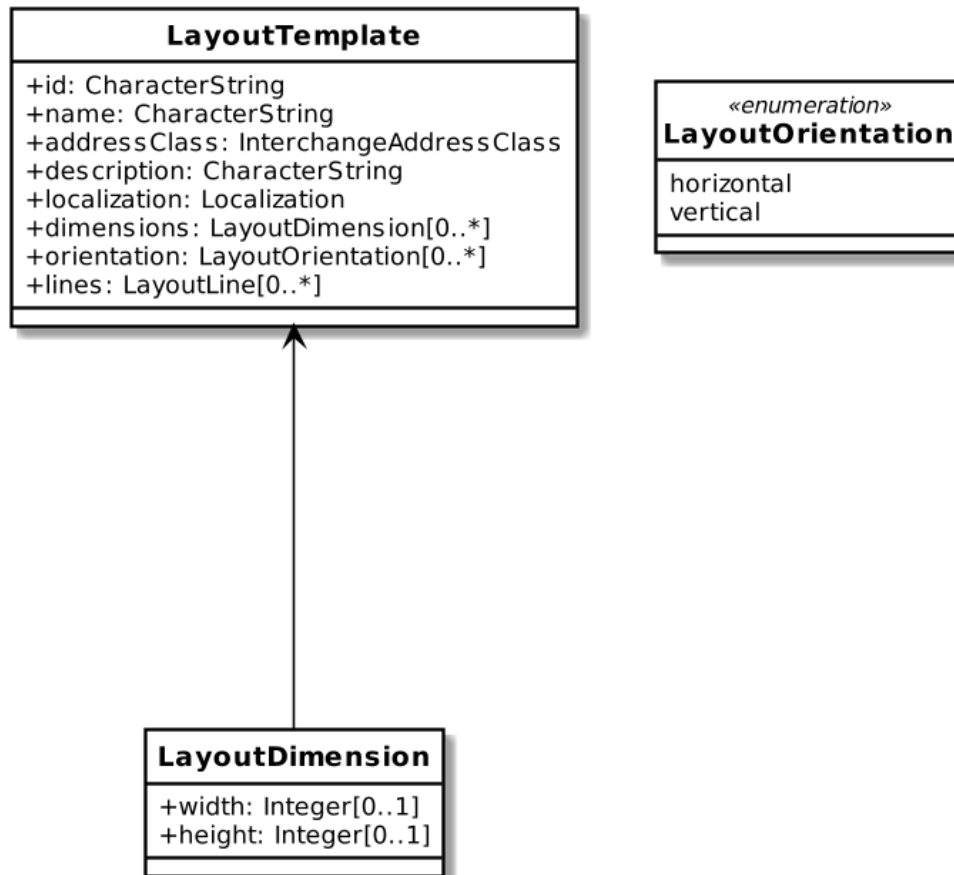 LayoutTemplate
+id: CharacterString
+name: CharacterString
+addressClass: InterchangeAddressClass
+description: CharacterString
+localization: Localization
+dimensions: LayoutDimension[0..*]
+orientation: LayoutOrientation[0..*]
+lines: LayoutLine[0..*]
«enumeration»
LayoutOrientation
horizontal
vertical
LayoutDimension
+width: Integer[0..1]
+height: Integer[0..1]